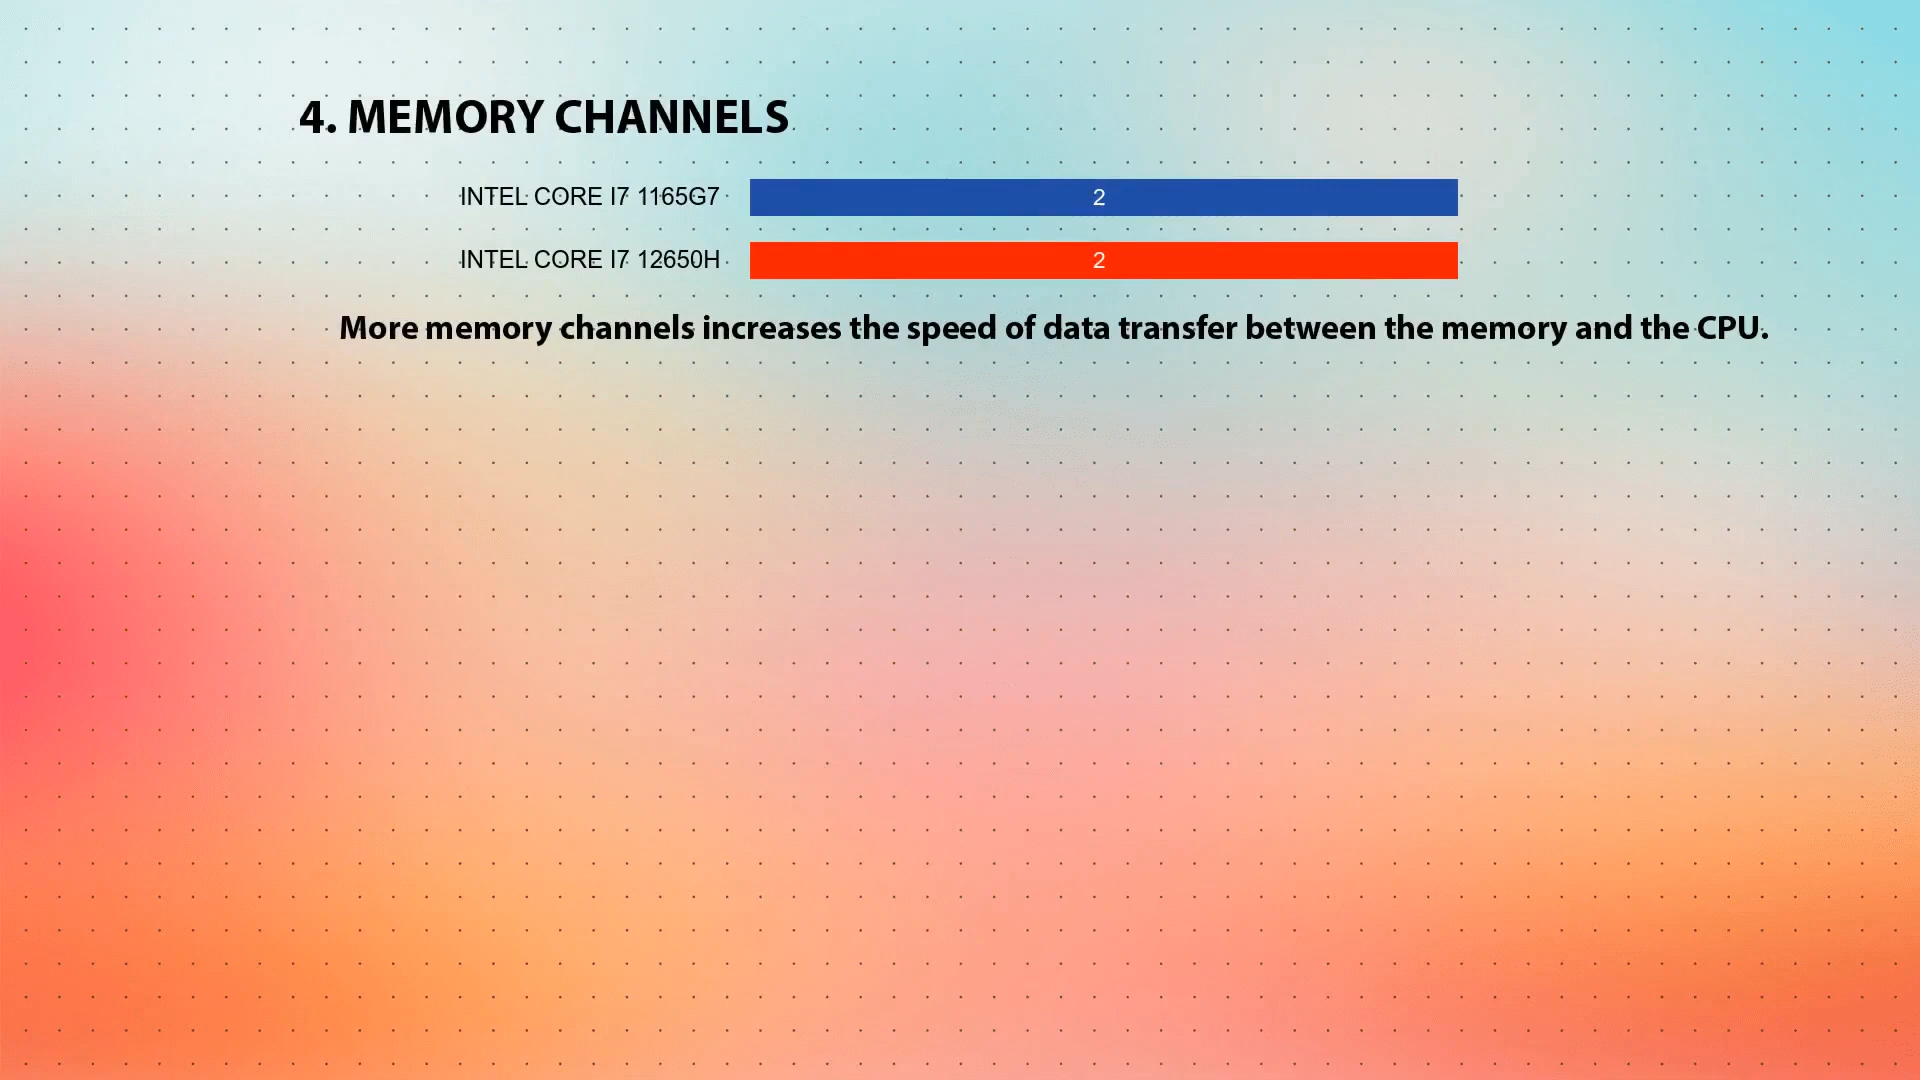 4. MEMORY CHANNELS
INTEL CORE I7 1165G7 2
INTEL CORE I7 12650H 2
More memory channels increases the speed of data transfer between the memory and the CPU.